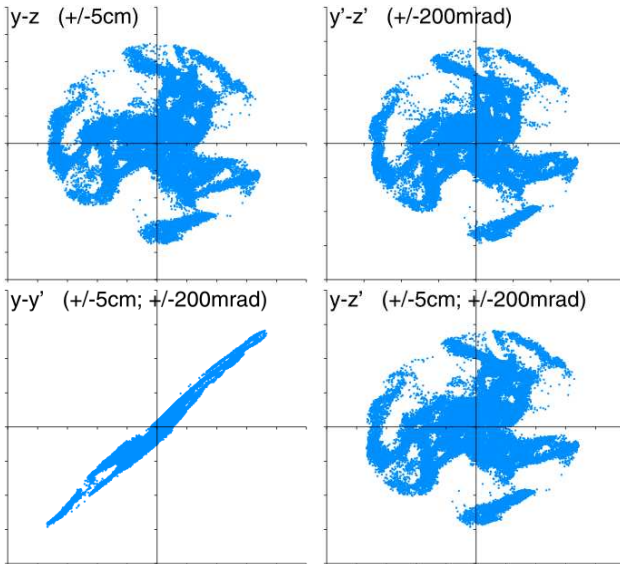 y-z (+/-5cm)
y'-z' (+/-200mrad)
y-y' (+/-5cm; +/-200mrad)
y-z' (+/-5cm; +/-200mrad)